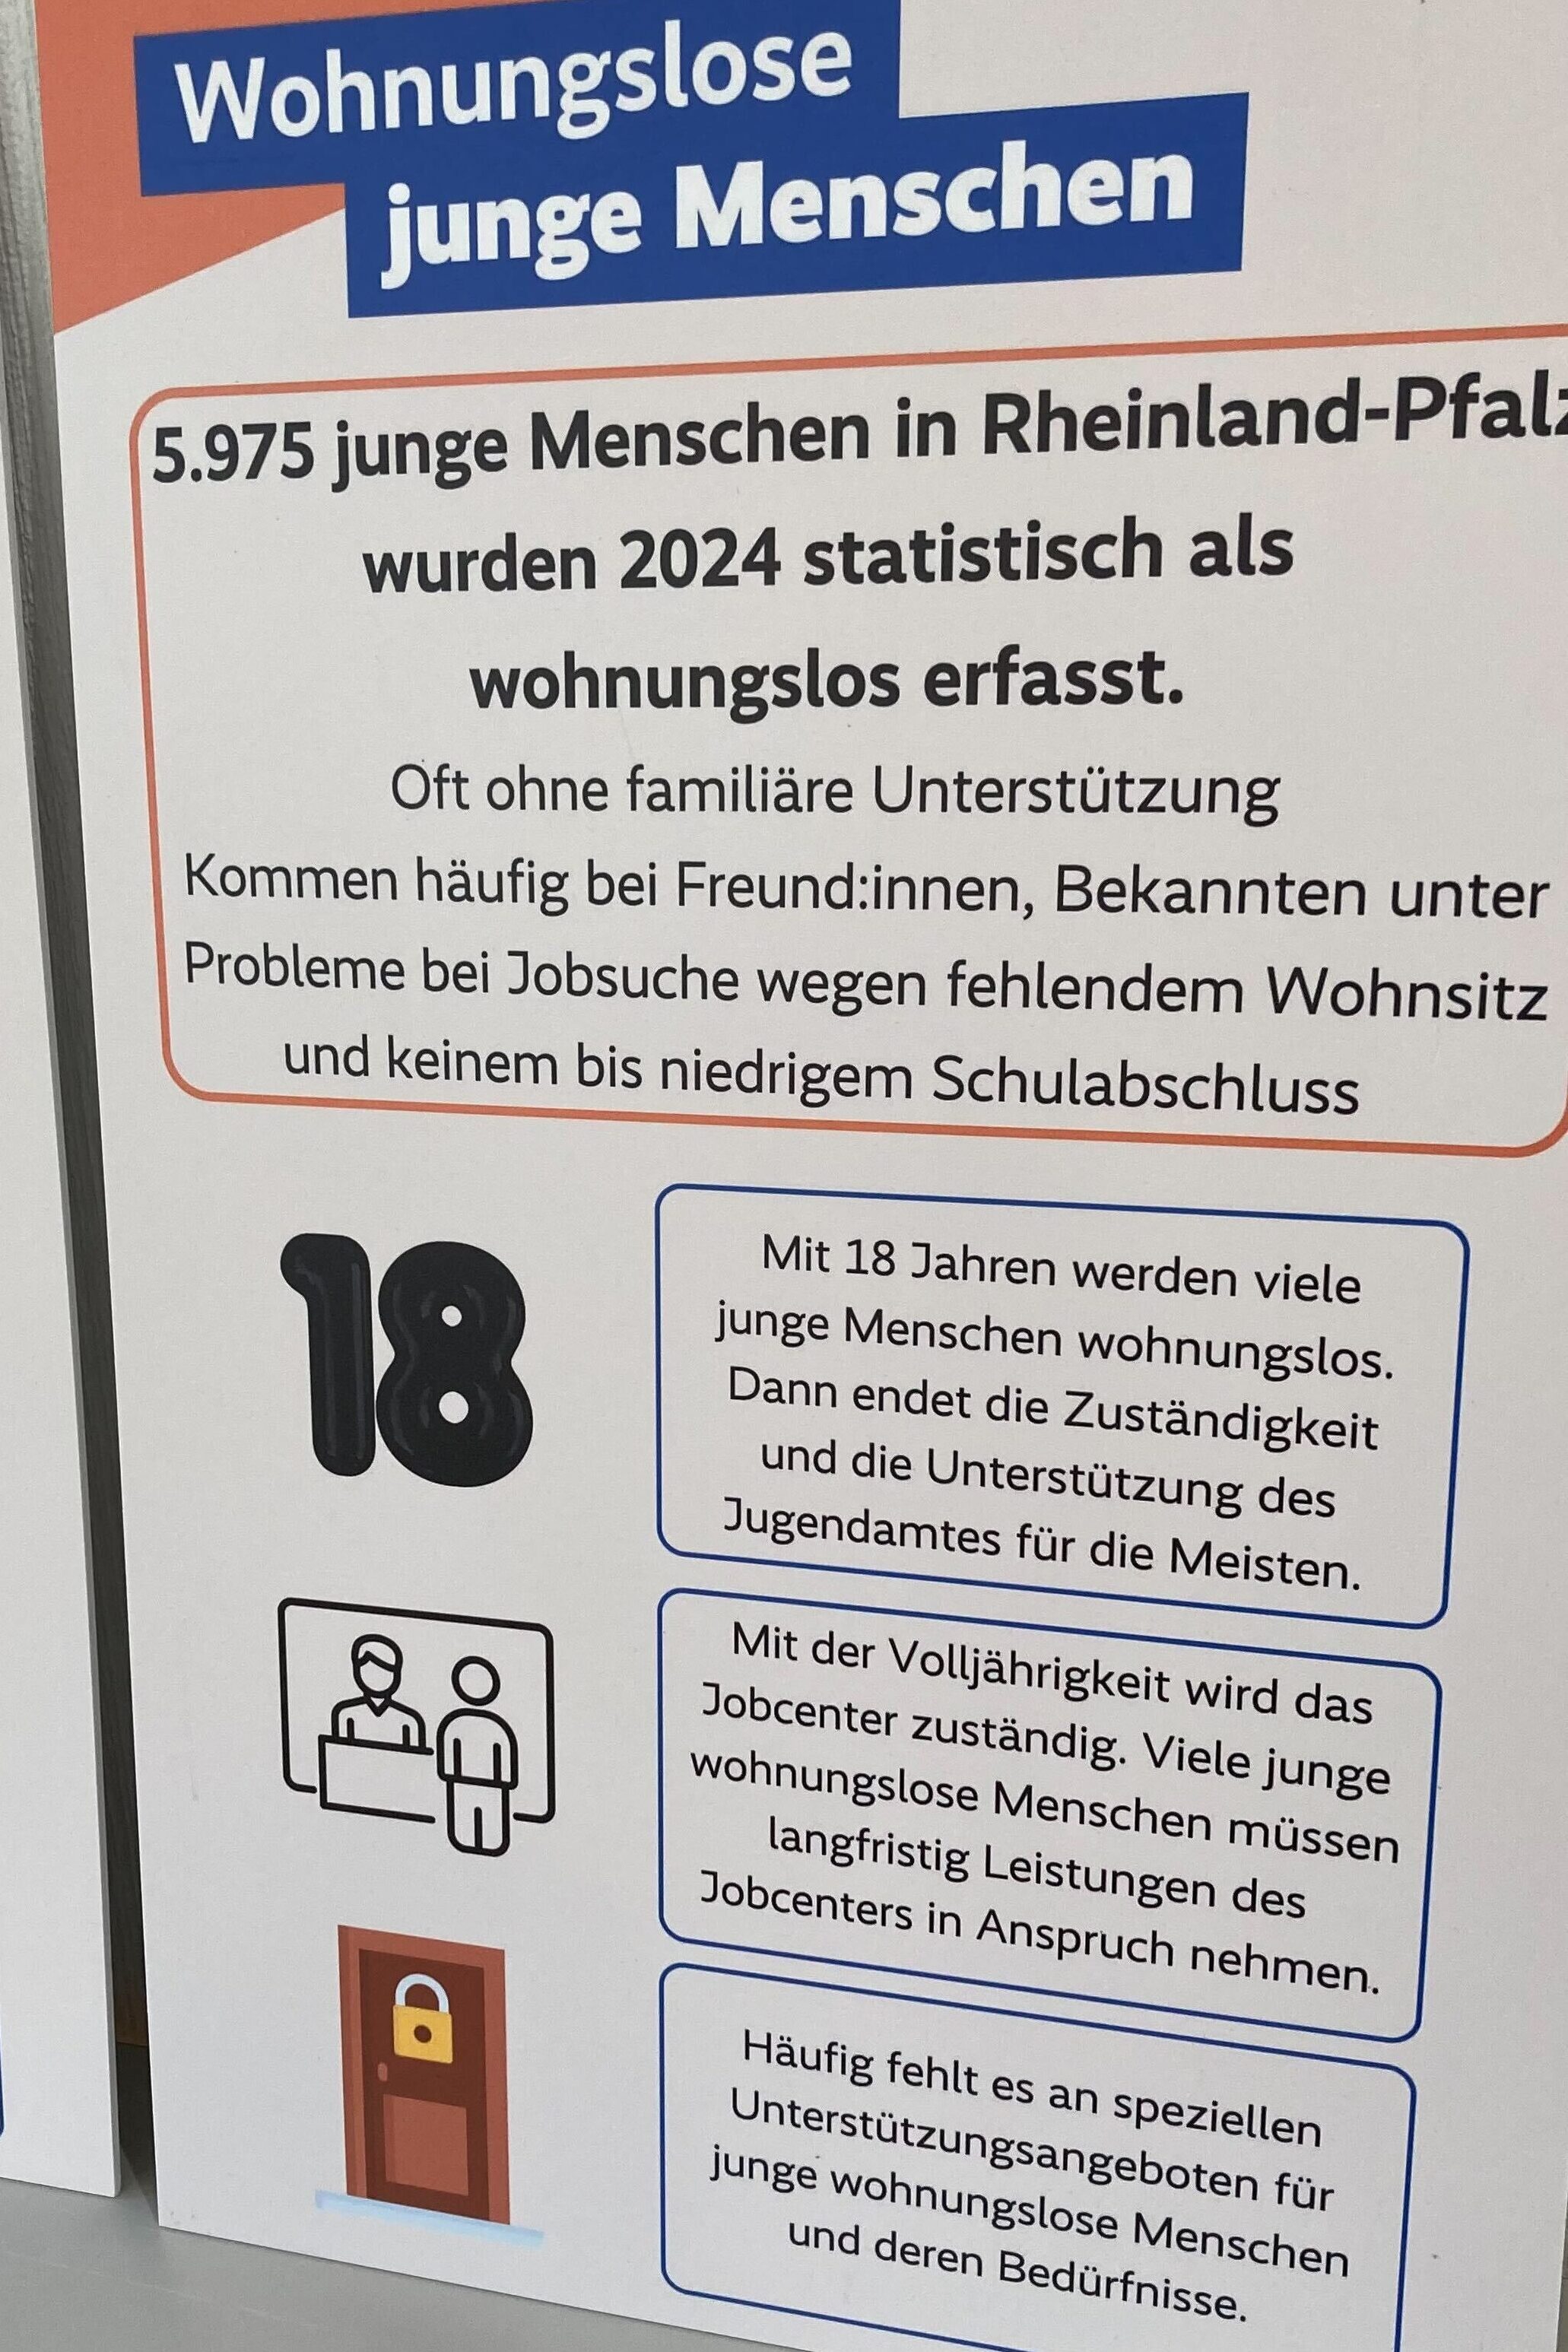 Wohnungslose
junge Menschen
5.975 junge Menschen in Rheinland-Pfalz
wurden 2024 statistisch als
wohnungslos erfasst.
Oft ohne familiäre Unterstützung
Kommen häufig bei Freund:innen, Bekannten unter
Probleme bei Jobsuche wegen fehlendem Wohnsitz
und keinem bis niedrigem Schulabschluss
18
Mit 18 Jahren werden viele
junge Menschen wohnungslos.
Dann endet die Zuständigkeit
und die Unterstützung des
Jugendamtes für die Meisten.
Mit der Volljährigkeit wird das
Jobcenter zuständig. Viele junge
wohnungslose Menschen müssen
langfristig Leistungen des
Jobcenters in Anspruch nehmen.
Häufig fehlt es an speziellen
Unterstützungsangeboten für
junge wohnungslose Menschen
und deren Bedürfnisse.